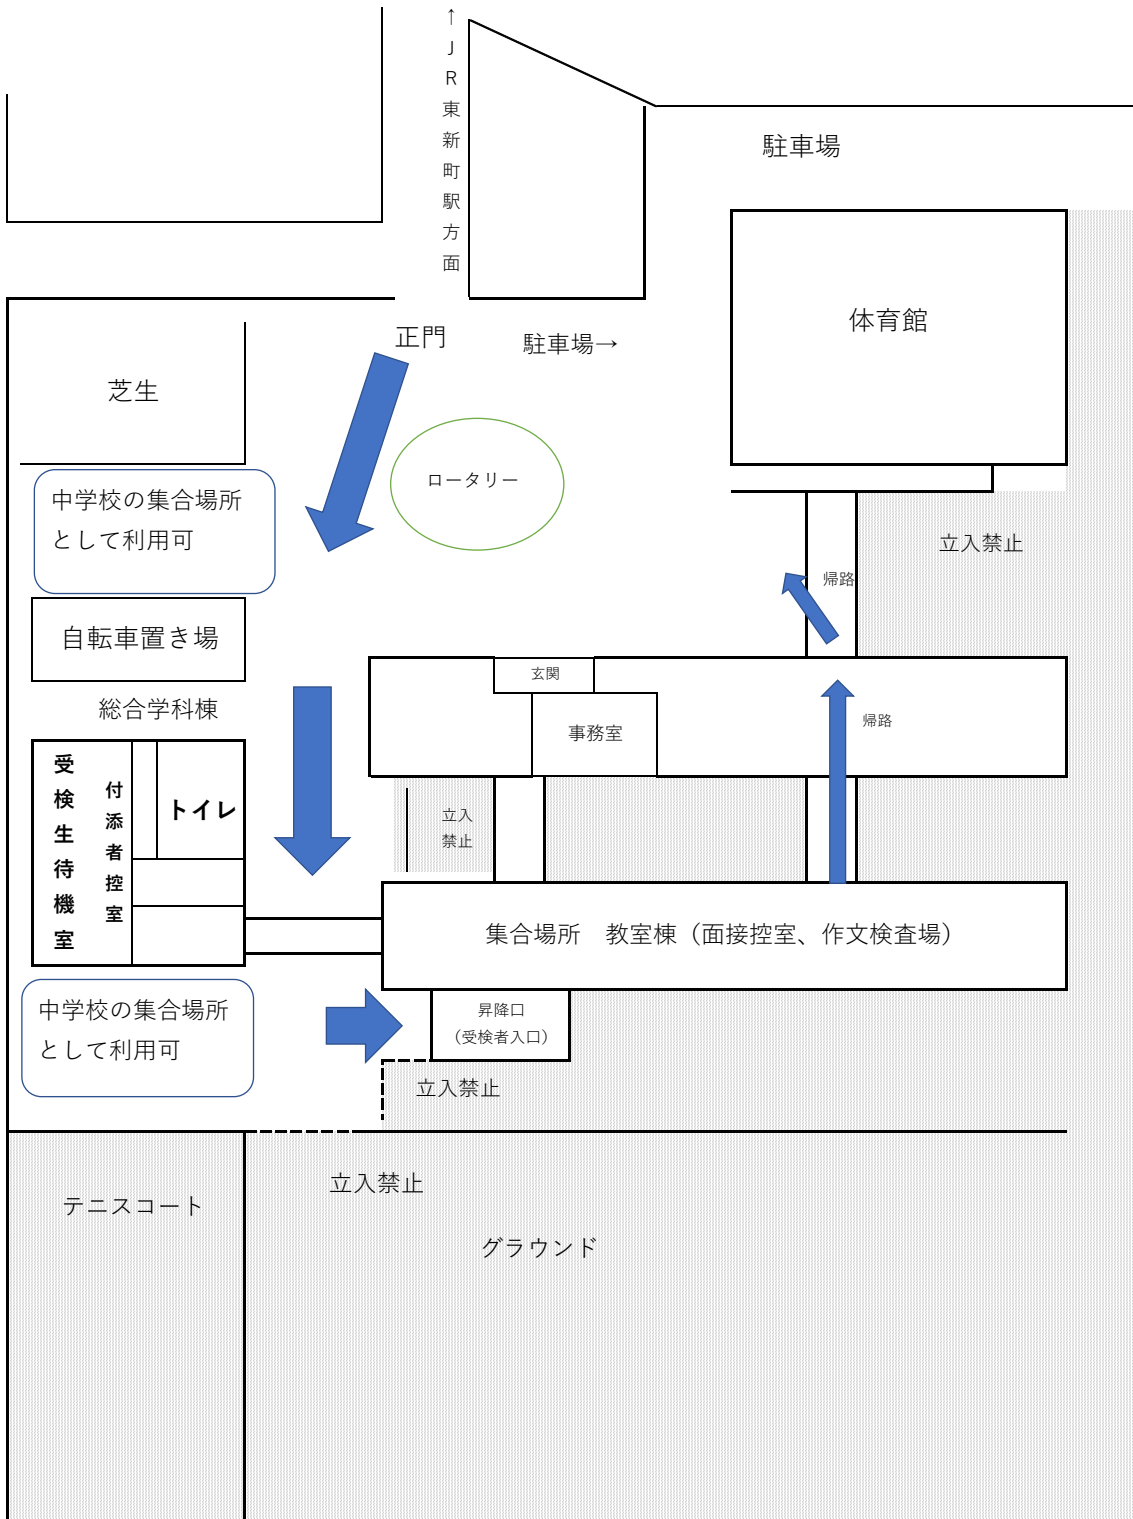 ↑JR東新町駅方面
駐車場
体育館
正門
駐車場→
芝生
ロータリー
中学校の集合場所
として利用可
立入禁止
帰路
自転車置き場
玄関
総合学科棟
帰路
事務室
受検生待機室
付添者控室
トイレ
立入
禁止
集合場所 教室棟（面接控室、作文検査場）
中学校の集合場所
として利用可
昇降口
（受検者入口）
立入禁止
立入禁止
テニスコート
グラウンド